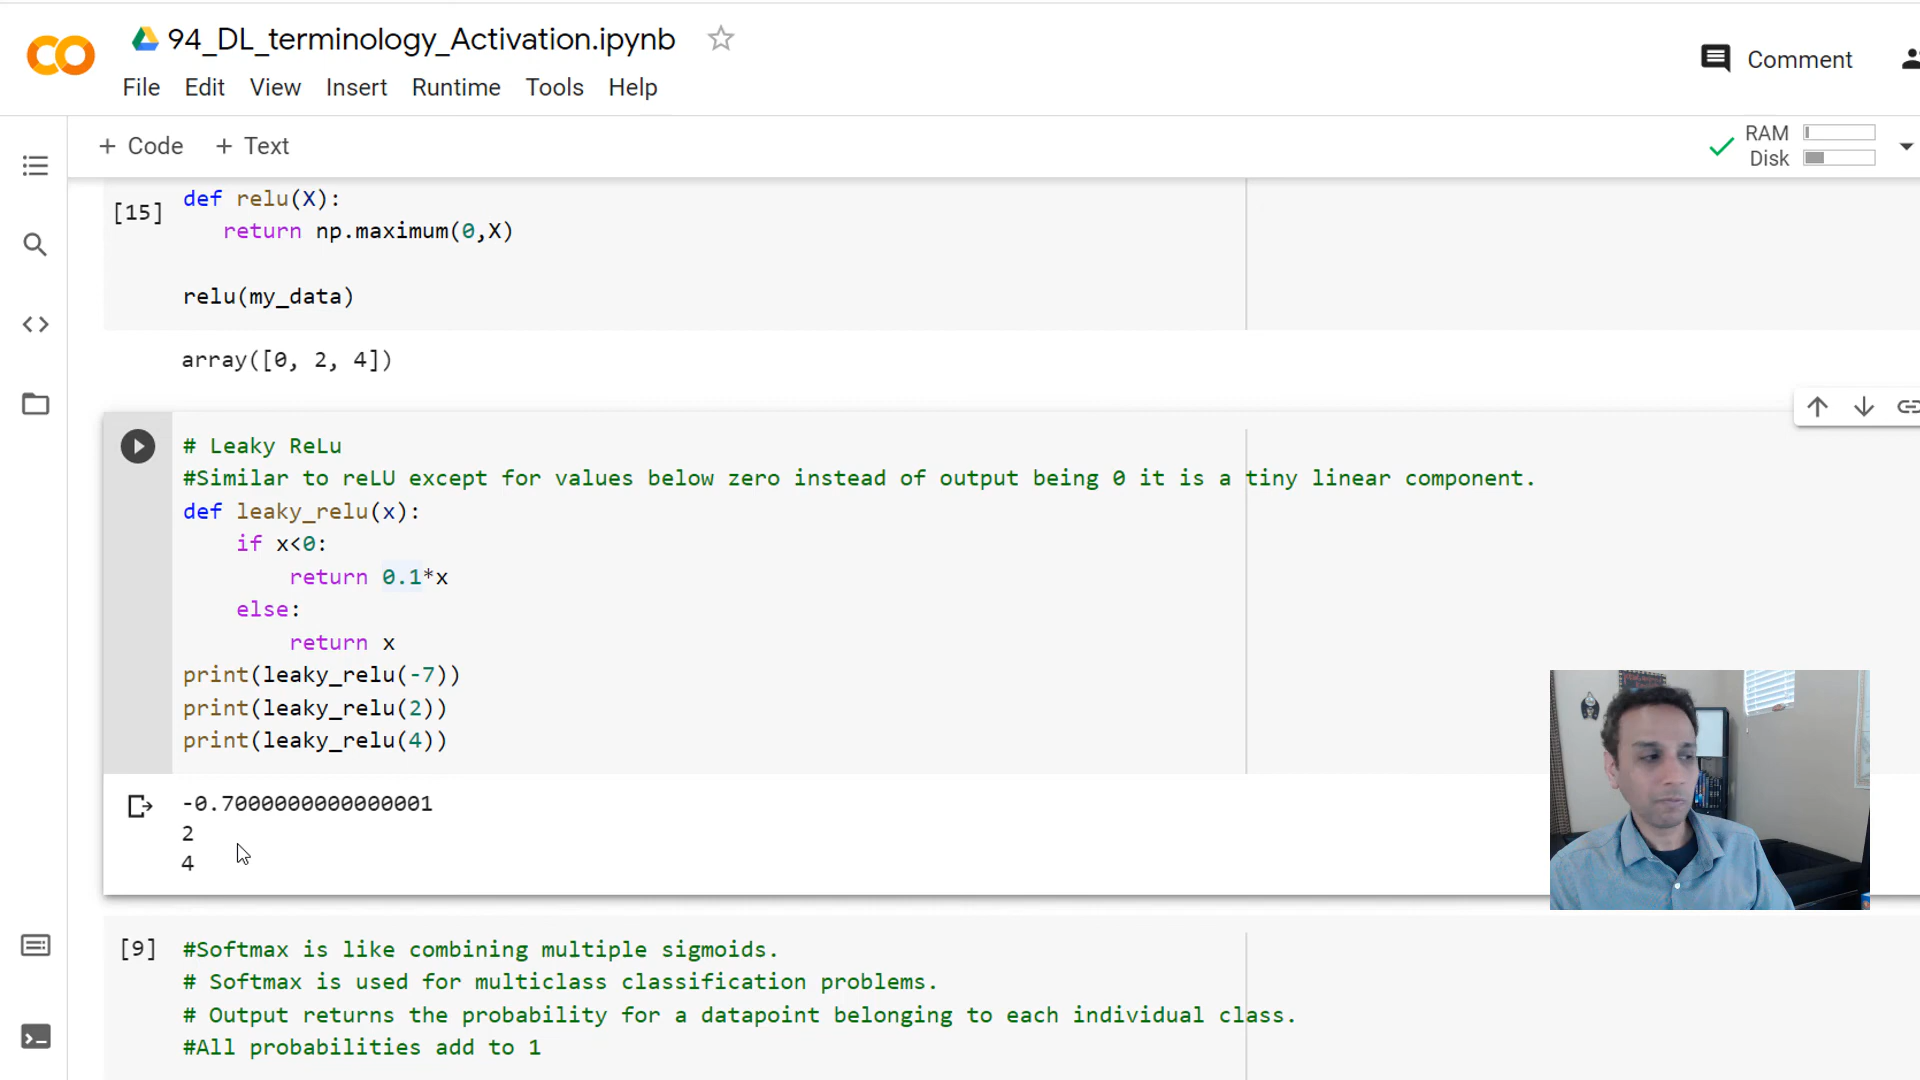 94_DL_terminology_Activation.ipynb
File Edit View Insert Runtime Tools Help
Comment
+ Code + Text
RAM
Disk
[15]
def relu(X):
return np.maximum(0,X)
relu(my_data)
array([0, 2, 4])
# Leaky ReLu
#Similar to reLU except for values below zero instead of output being 0 it is a tiny linear component.
def leaky_relu(x):
if x<0:
return 0.1*x
else:
return x
print(leaky_relu(-7))
print(leaky_relu(2))
print(leaky_relu(4))
-0.7000000000000001
2
4
[9] #Softmax is like combining multiple sigmoids.
# Softmax is used for multiclass classification problems.
# Output returns the probability for a datapoint belonging to each individual class.
#All probabilities add to 1